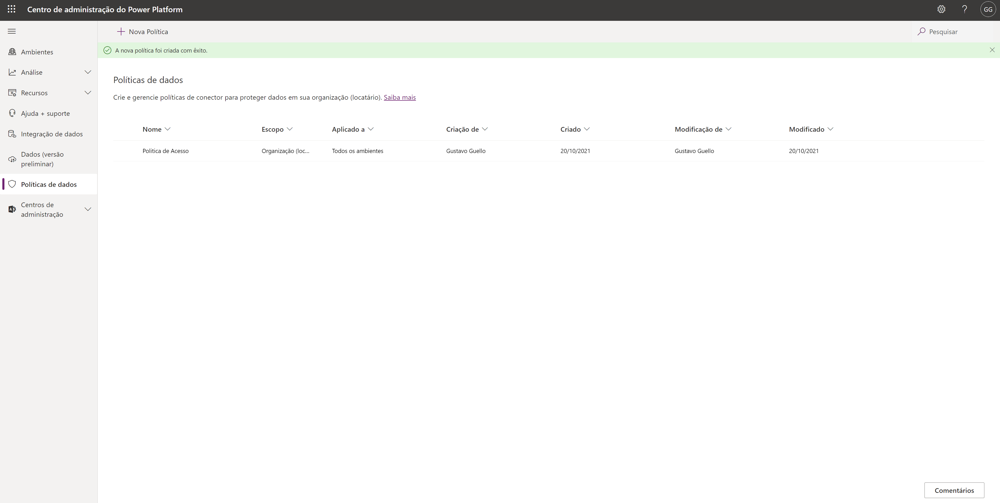 Centro de administração do Power Platform
GG
Nova Política
Pesquisar
A nova política foi criada com êxito.
Ambientes
Análise
Recursos
Ajuda + suporte
Integração de dados
Dados (versão
preliminar)
Políticas de dados
Centros de
administração
Políticas de dados
Crie e gerencie políticas de conector para proteger dados em sua organização (locatário). Saiba mais
Nome Escopo Aplicado a Criação de Criado Modificação de Modificado
Politica de Acesso Organização (loc... Todos os ambientes Gustavo Guello 20/10/2021 Gustavo Guello 20/10/2021
Comentários